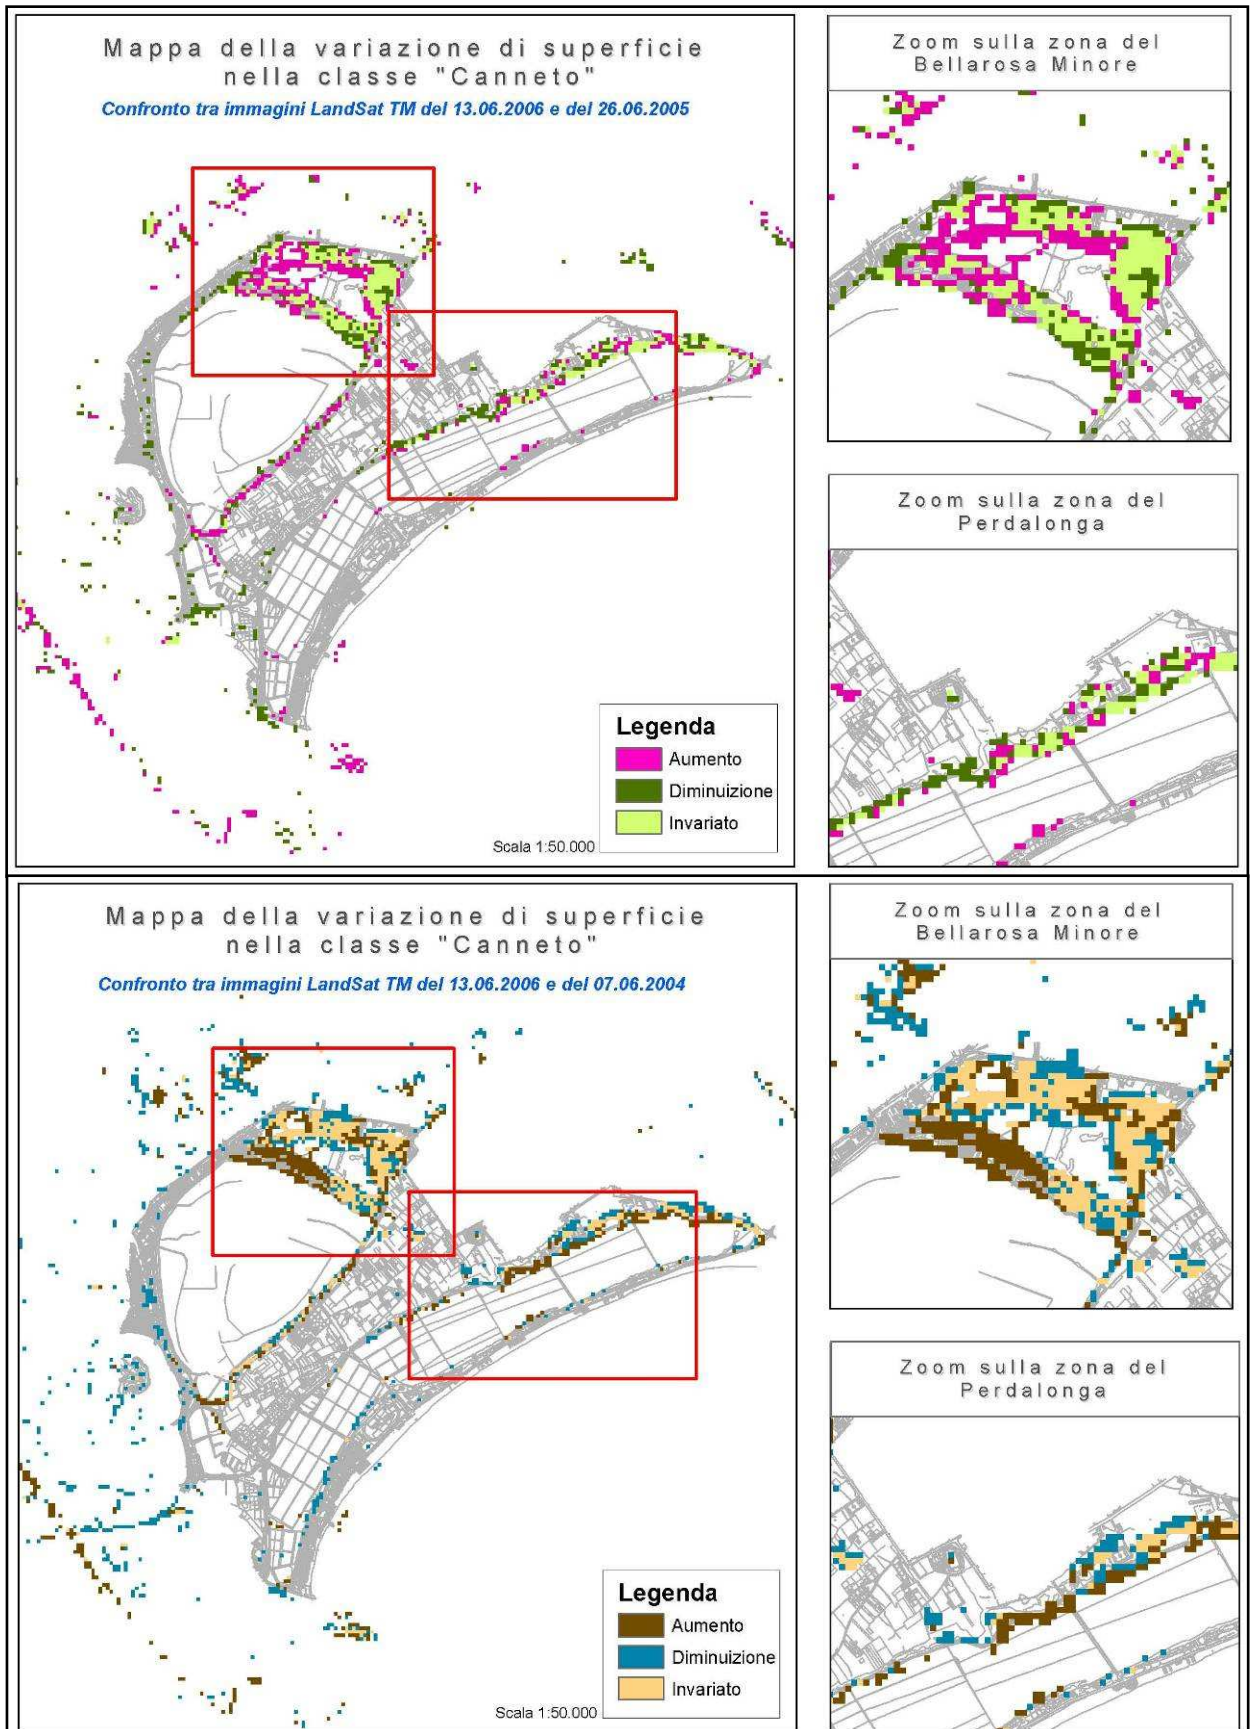 Mappa della variazione di superficie
nella classe "Canneto"
Confronto tra immagini LandSat TM del 13.06.2006 e del 26.06.2005
Legenda
Aumento
Diminuizione
Invariato
Scala 1:50.000
Zoom sulla zona del
Bellarosa Minore
Zoom sulla zona del
Perdalonga
Mappa della variazione di superficie
nella classe "Canneto"
Confronto tra immagini LandSat TM del 13.06.2006 e del 07.06.2004
Legenda
Aumento
Diminuizione
Invariato
Scala 1:50.000
Zoom sulla zona del
Bellarosa Minore
Zoom sulla zona del
Perdalonga